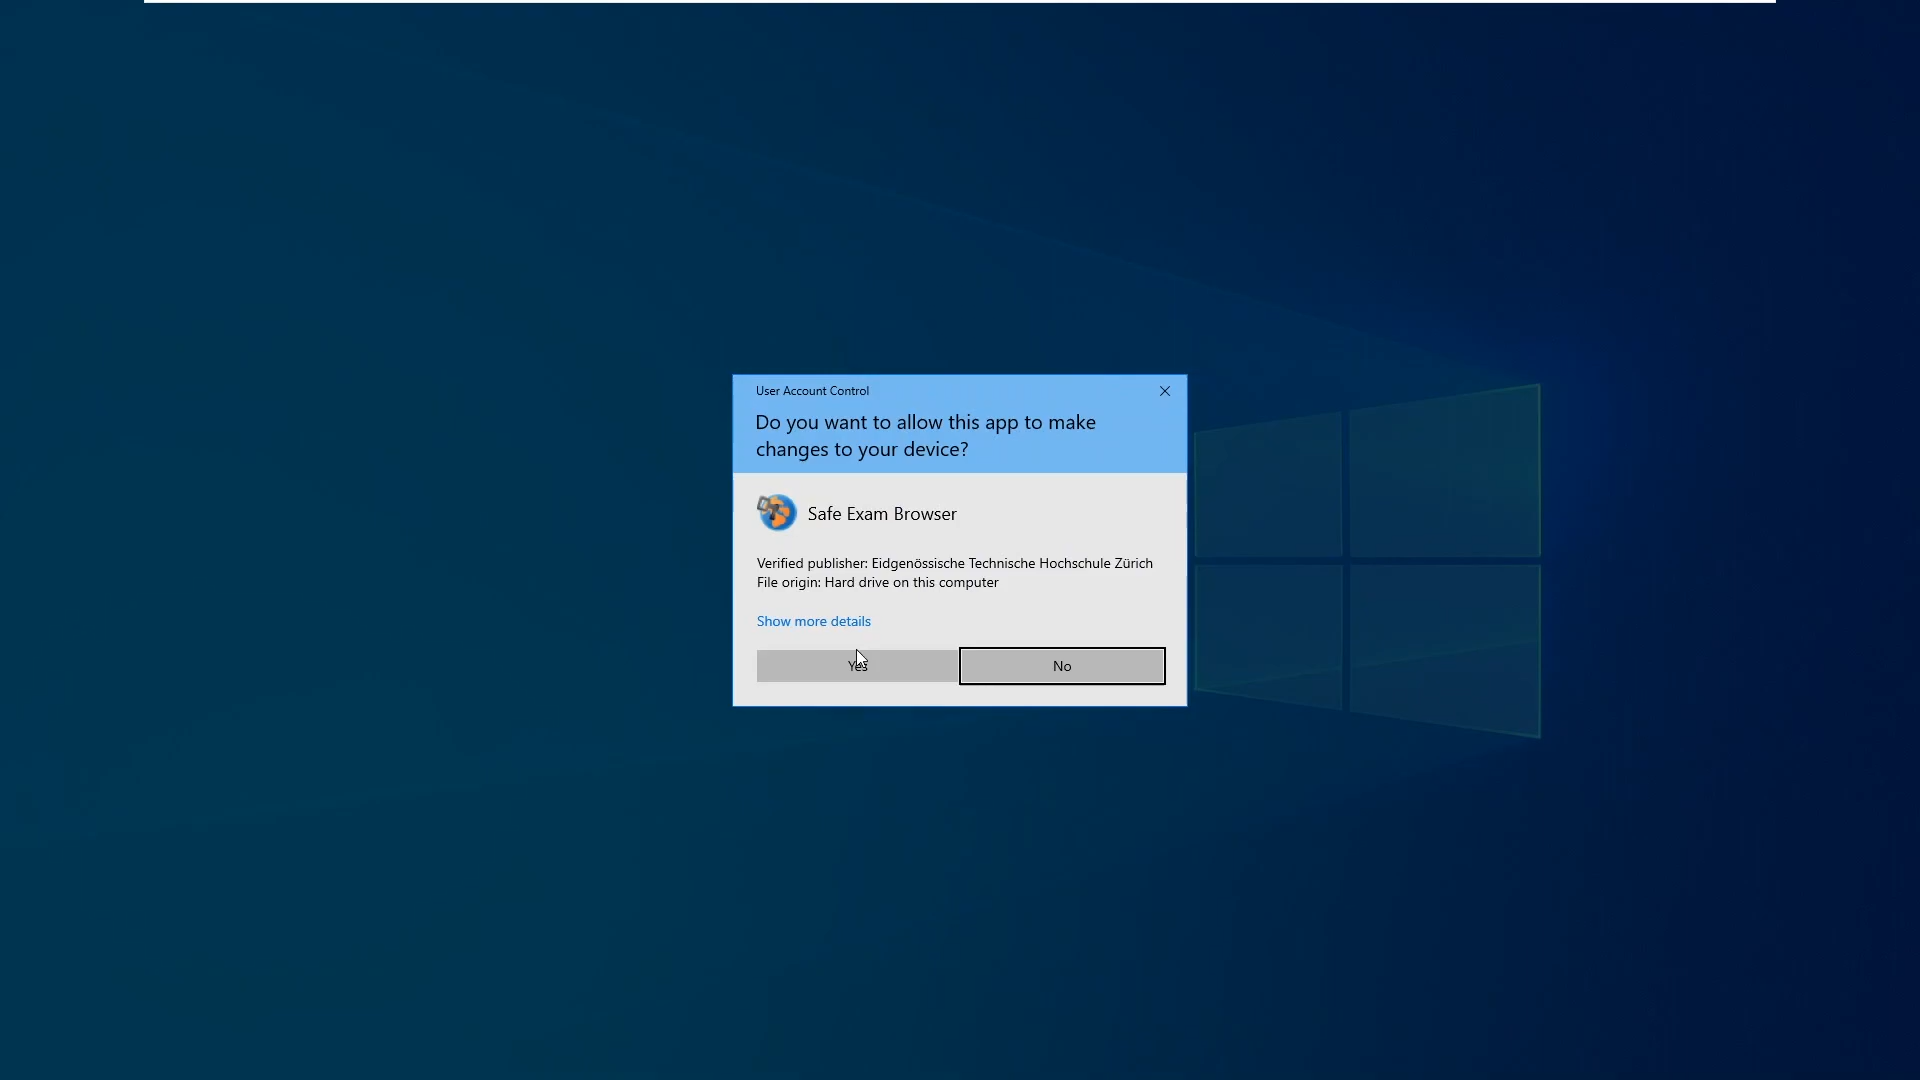 User Account Control
Do you want to allow this app to make
changes to your device?
Safe Exam Browser
Verified publisher: Eidgenössische Technische Hochschule Zürich
File origin: Hard drive on this computer
Show more details
Yes
No